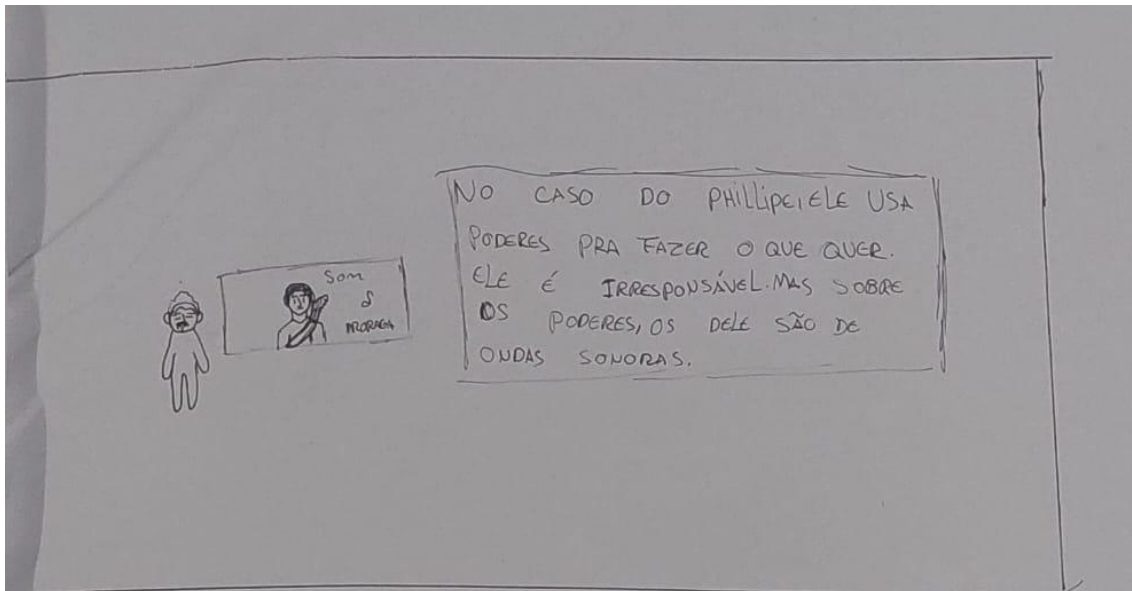 Som
NO CASO DO PHILLIPE, ELE USA
PODERES PRA FAZER O QUE QUER.
ELE É IRRESPONSÁVEL. MAS SOBRE
OS PODERES, OS DELE SÃO DE
ONDAS SONORAS.